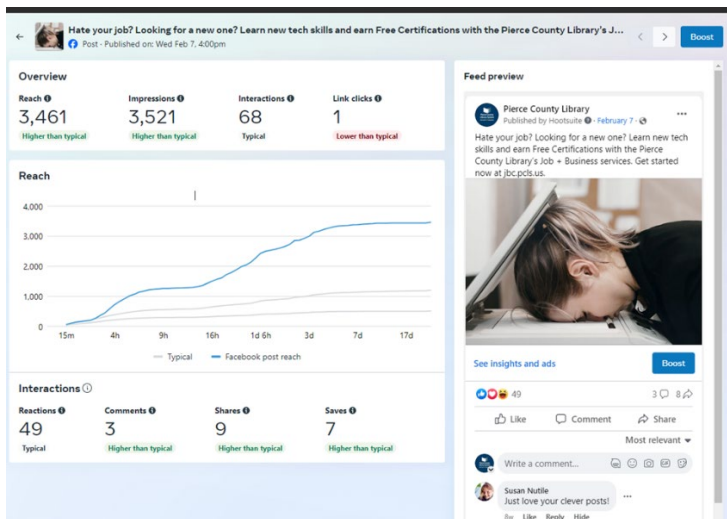 Hate your job? Looking for a new one? Learn new tech skills and earn Free Certifications with the Pierce County Library's J...
Post · Published on: Wed Feb 7, 4:00pm
Boost
Overview
Reach
Impressions
Interactions
Link clicks
3,461
3,521
68
1
Higher than typical
Higher than typical
Typical
Lower than typical
Reach
4,000
3,000
2,000
1,000
0
15m 4h 9h 16h 1d 6h 3d 7d 17d
Typical
Facebook post reach
Interactions
Reactions
Comments
Shares
Saves
49
3
9
7
Typical
Higher than typical
Higher than typical
Higher than typical
Feed preview
Pierce County Library
Published by Hootsuite · February 7 ·
Hate your job? Looking for a new one? Learn new tech
skills and earn Free Certifications with the Pierce
County Library's Job + Business services. Get started
now at jbc.pcls.us.
See insights and ads
Boost
49
3
8
Like
Comment
Share
Most relevant
Write a comment...
GIF
Susan Nutile
Just love your clever posts!
8w Like Reply Hide